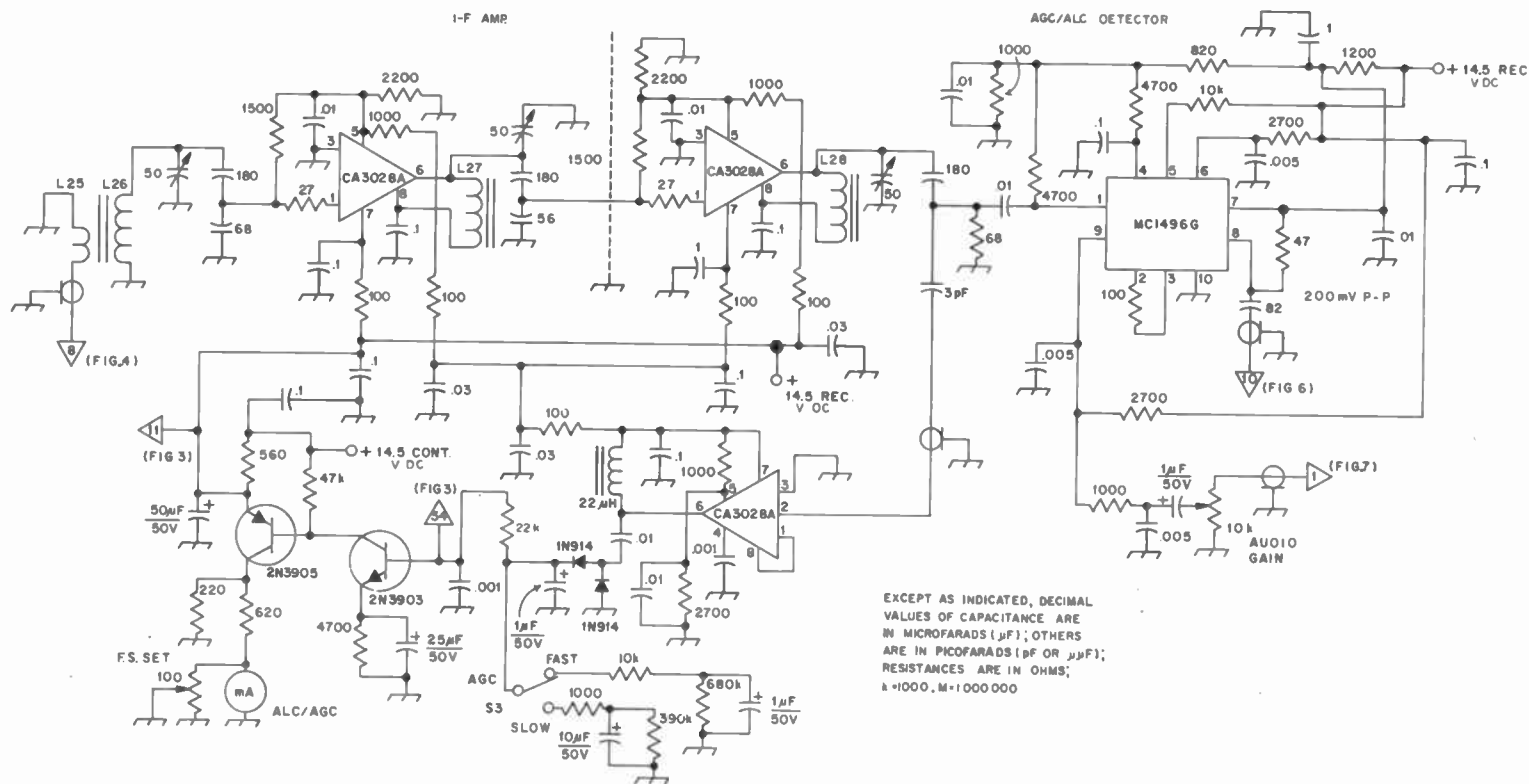 I-F AMP.
AGC/ALC DETECTOR
1000
1
820
1200
+ 14.5 REC.
V DC
2200
.01
1500
1000
2200
1000
.01
50
.01
4700
10k
2700
.1
.1
.005
3
5
6
CA3028A
8
1
7
L27
50
180
1500
3
5
6
CA3028A
8
1
7
L28
180
50
L25
L26
50
180
27
68
56
27
.1
.1
.1
1
.01
4700
68
4
5
6
1
7
MC1496G
9
8
2
3
10
.01
47
100
200mV P-P
82
3pF
100
100
100
100
8
(FIG.4)
.1
.03
.1
.03
+
14.5 REC.
V DC
.005
10
(FIG 6)
2700
.1
11
(FIG 3)
560
+ 14.5 CONT.
V DC
47k
(FIG 3)
34
100
.03
22µH
.1
1000
7
5
3
6
CA3028A
2
4
1
8
1000
1µF
50V
+
1
(FIG.7)
.005
10k
AUDIO
GAIN
50µF
50V
+
2N3905
2N3903
22k
.01
1N914
1N914
.001
.001
.01
2700
220
620
4700
25µF
50V
+
1µF
50V
+
F.S. SET
100
mA
ALC/AGC
AGC
FAST
10k
S3
SLOW
1000
680k
1µF
50V
+
390k
10µF
50V
+
EXCEPT AS INDICATED, DECIMAL
VALUES OF CAPACITANCE ARE
IN MICROFARADS (µF); OTHERS
ARE IN PICOFARADS (pF OR µµF);
RESISTANCES ARE IN OHMS;
k=1000, M=1000000